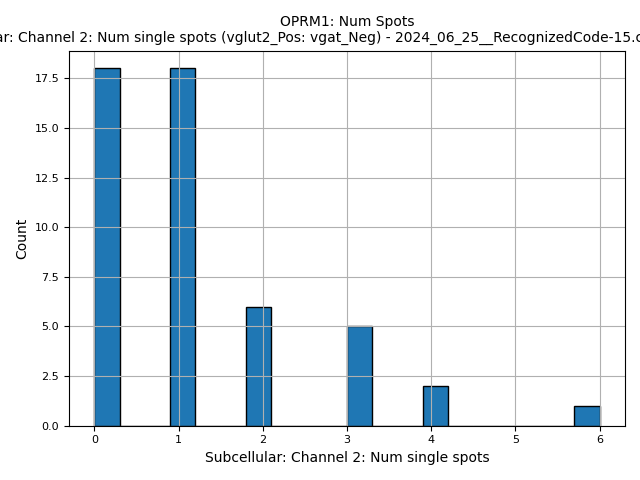 OPRM1: Num Spots
ar: Channel 2: Num single spots (vglut2_Pos: vgat_Neg) - 2024_06_25__RecognizedCode-15.c
17.5
15.0
12.5
10.0
7.5
5.0
2.5
0.0
Count
0 1 2 3 4 5 6
Subcellular: Channel 2: Num single spots